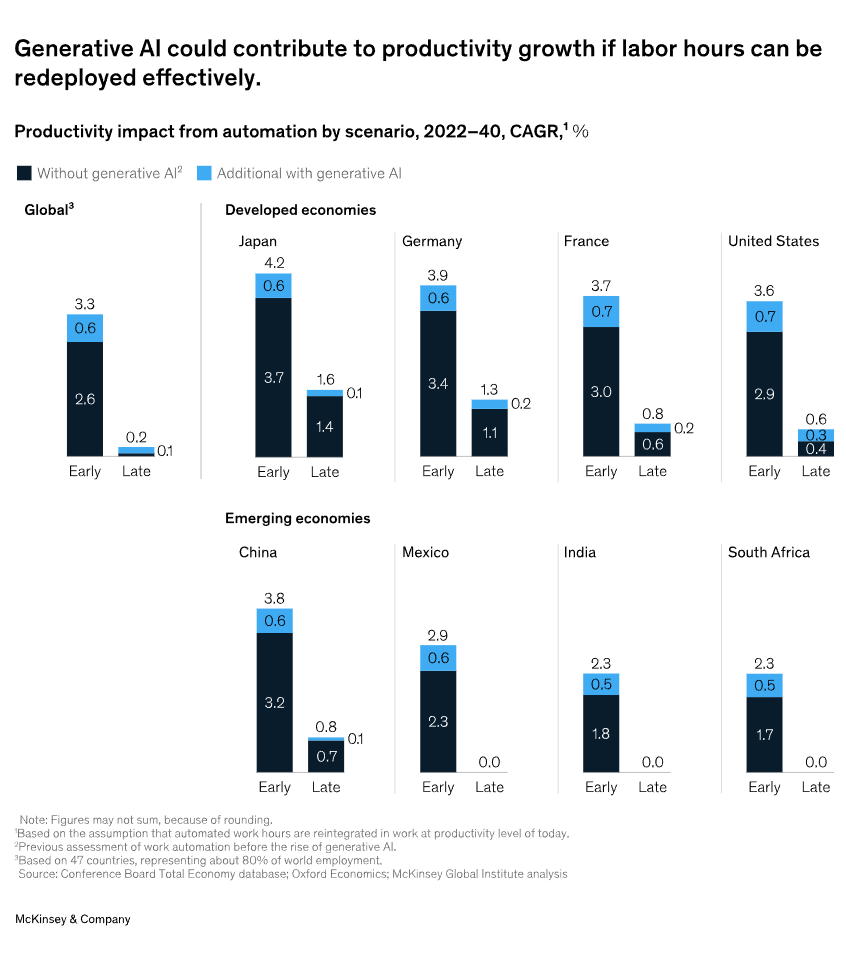 Generative AI could contribute to productivity growth if labor hours can be
redeployed effectively.
Productivity impact from automation by scenario, 2022–40, CAGR,¹ %
Without generative AI² Additional with generative AI
Global³
3.3
0.6
2.6
0.2
0.1
Early Late
Developed economies
Japan
4.2
0.6
3.7
1.6
0.1
1.4
Early Late
Germany
3.9
0.6
3.4
1.3
0.2
1.1
Early Late
France
3.7
0.7
3.0
0.8
0.2
0.6
Early Late
United States
3.6
0.7
2.9
0.6
0.3
0.4
Early Late
Emerging economies
China
3.8
0.6
3.2
0.8
0.1
0.7
Early Late
Mexico
2.9
0.6
2.3
0.0
Early Late
India
2.3
0.5
1.8
0.0
Early Late
South Africa
2.3
0.5
1.7
0.0
Early Late
Note: Figures may not sum, because of rounding.
¹Based on the assumption that automated work hours are reintegrated in work at productivity level of today.
²Previous assessment of work automation before the rise of generative AI.
³Based on 47 countries, representing about 80% of world employment.
Source: Conference Board Total Economy database; Oxford Economics; McKinsey Global Institute analysis
McKinsey & Company